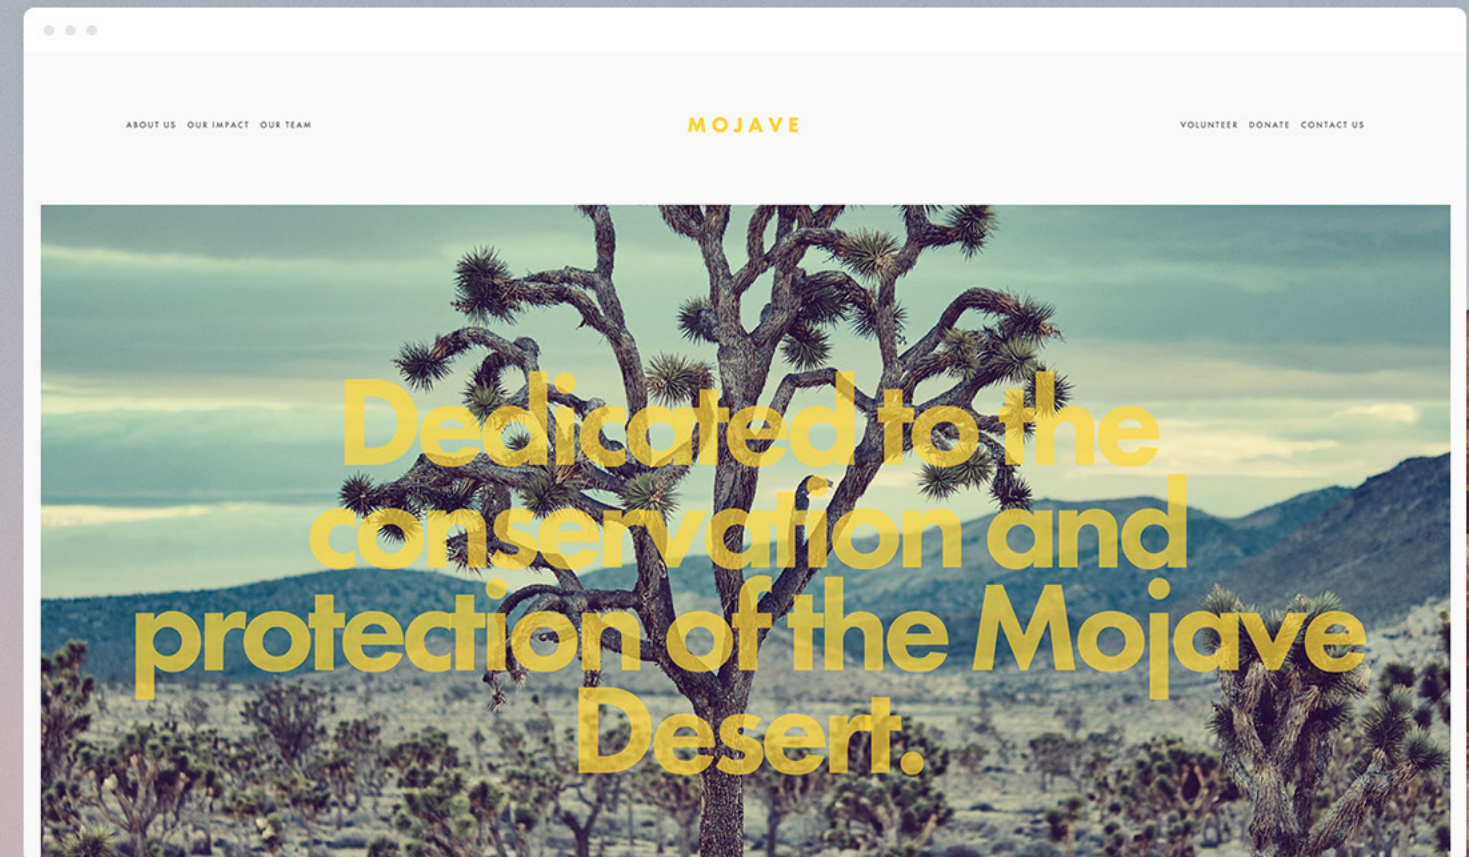 ABOUT US OUR IMPACT OUR TEAM MOJAVE VOLUNTEER DONATE CONTACT US
Dedicated to the
conservation and
protection of the Mojave
Desert.